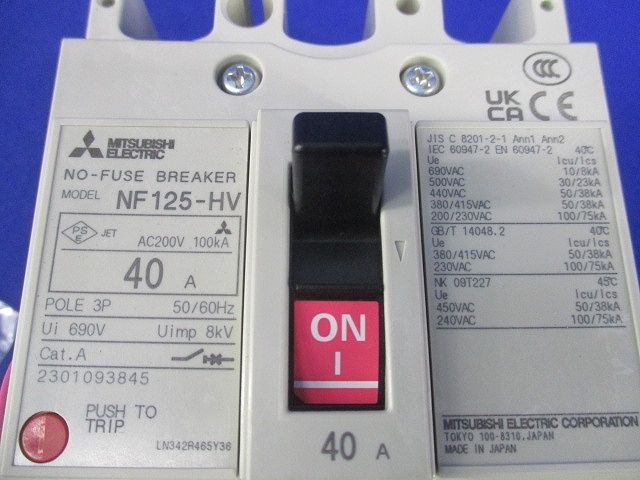 MITSUBISHI
ELECTRIC
NO-FUSE BREAKER
MODEL NF125-HV
PS
E JET AC200V 100kA
40 A
POLE 3P 50/60Hz
Ui 690V Uimp 8kV
Cat.A
2301093845
PUSH TO
TRIP
LN342R465Y36
ON
I
40 A
CCC
UK
CA CE
JIS C 8201-2-1 Ann1 Ann2
IEC 60947-2 EN 60947-2 40℃
Ue Icu/Ics
690VAC 10/8kA
500VAC 30/23kA
440VAC 50/38kA
380/415VAC 50/38kA
200/230VAC 100/75kA
GB/T 14048.2 40℃
Ue Icu/Ics
380/415VAC 50/38kA
230VAC 100/75kA
NK 09T227 45℃
Ue Icu/Ics
450VAC 50/38kA
240VAC 100/75kA
MITSUBISHI ELECTRIC CORPORATION
TOKYO 100-8310,JAPAN
MADE IN JAPAN